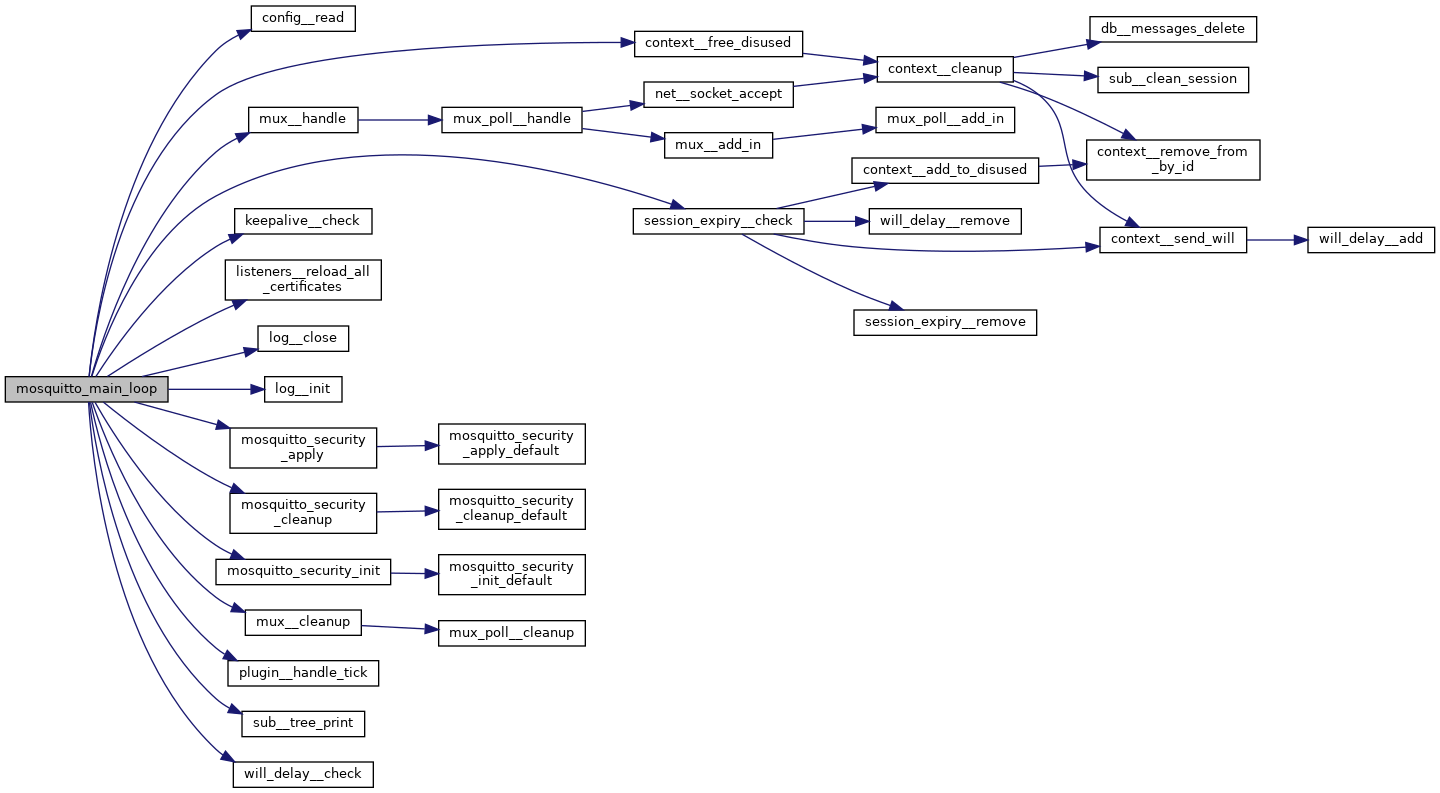 config__read
context__free_disused
db__messages_delete
context__cleanup
sub__clean_session
net__socket_accept
mux__handle
mux_poll__handle
mux_poll__add_in
mux__add_in
context__remove_from
_by_id
context__add_to_disused
keepalive__check
session_expiry__check
will_delay__remove
context__send_will
will_delay__add
listeners__reload_all
_certificates
session_expiry__remove
log__close
mosquitto_main_loop
log__init
mosquitto_security
_apply
mosquitto_security
_apply_default
mosquitto_security
_cleanup
mosquitto_security
_cleanup_default
mosquitto_security_init
mosquitto_security
_init_default
mux__cleanup
mux_poll__cleanup
plugin__handle_tick
sub__tree_print
will_delay__check